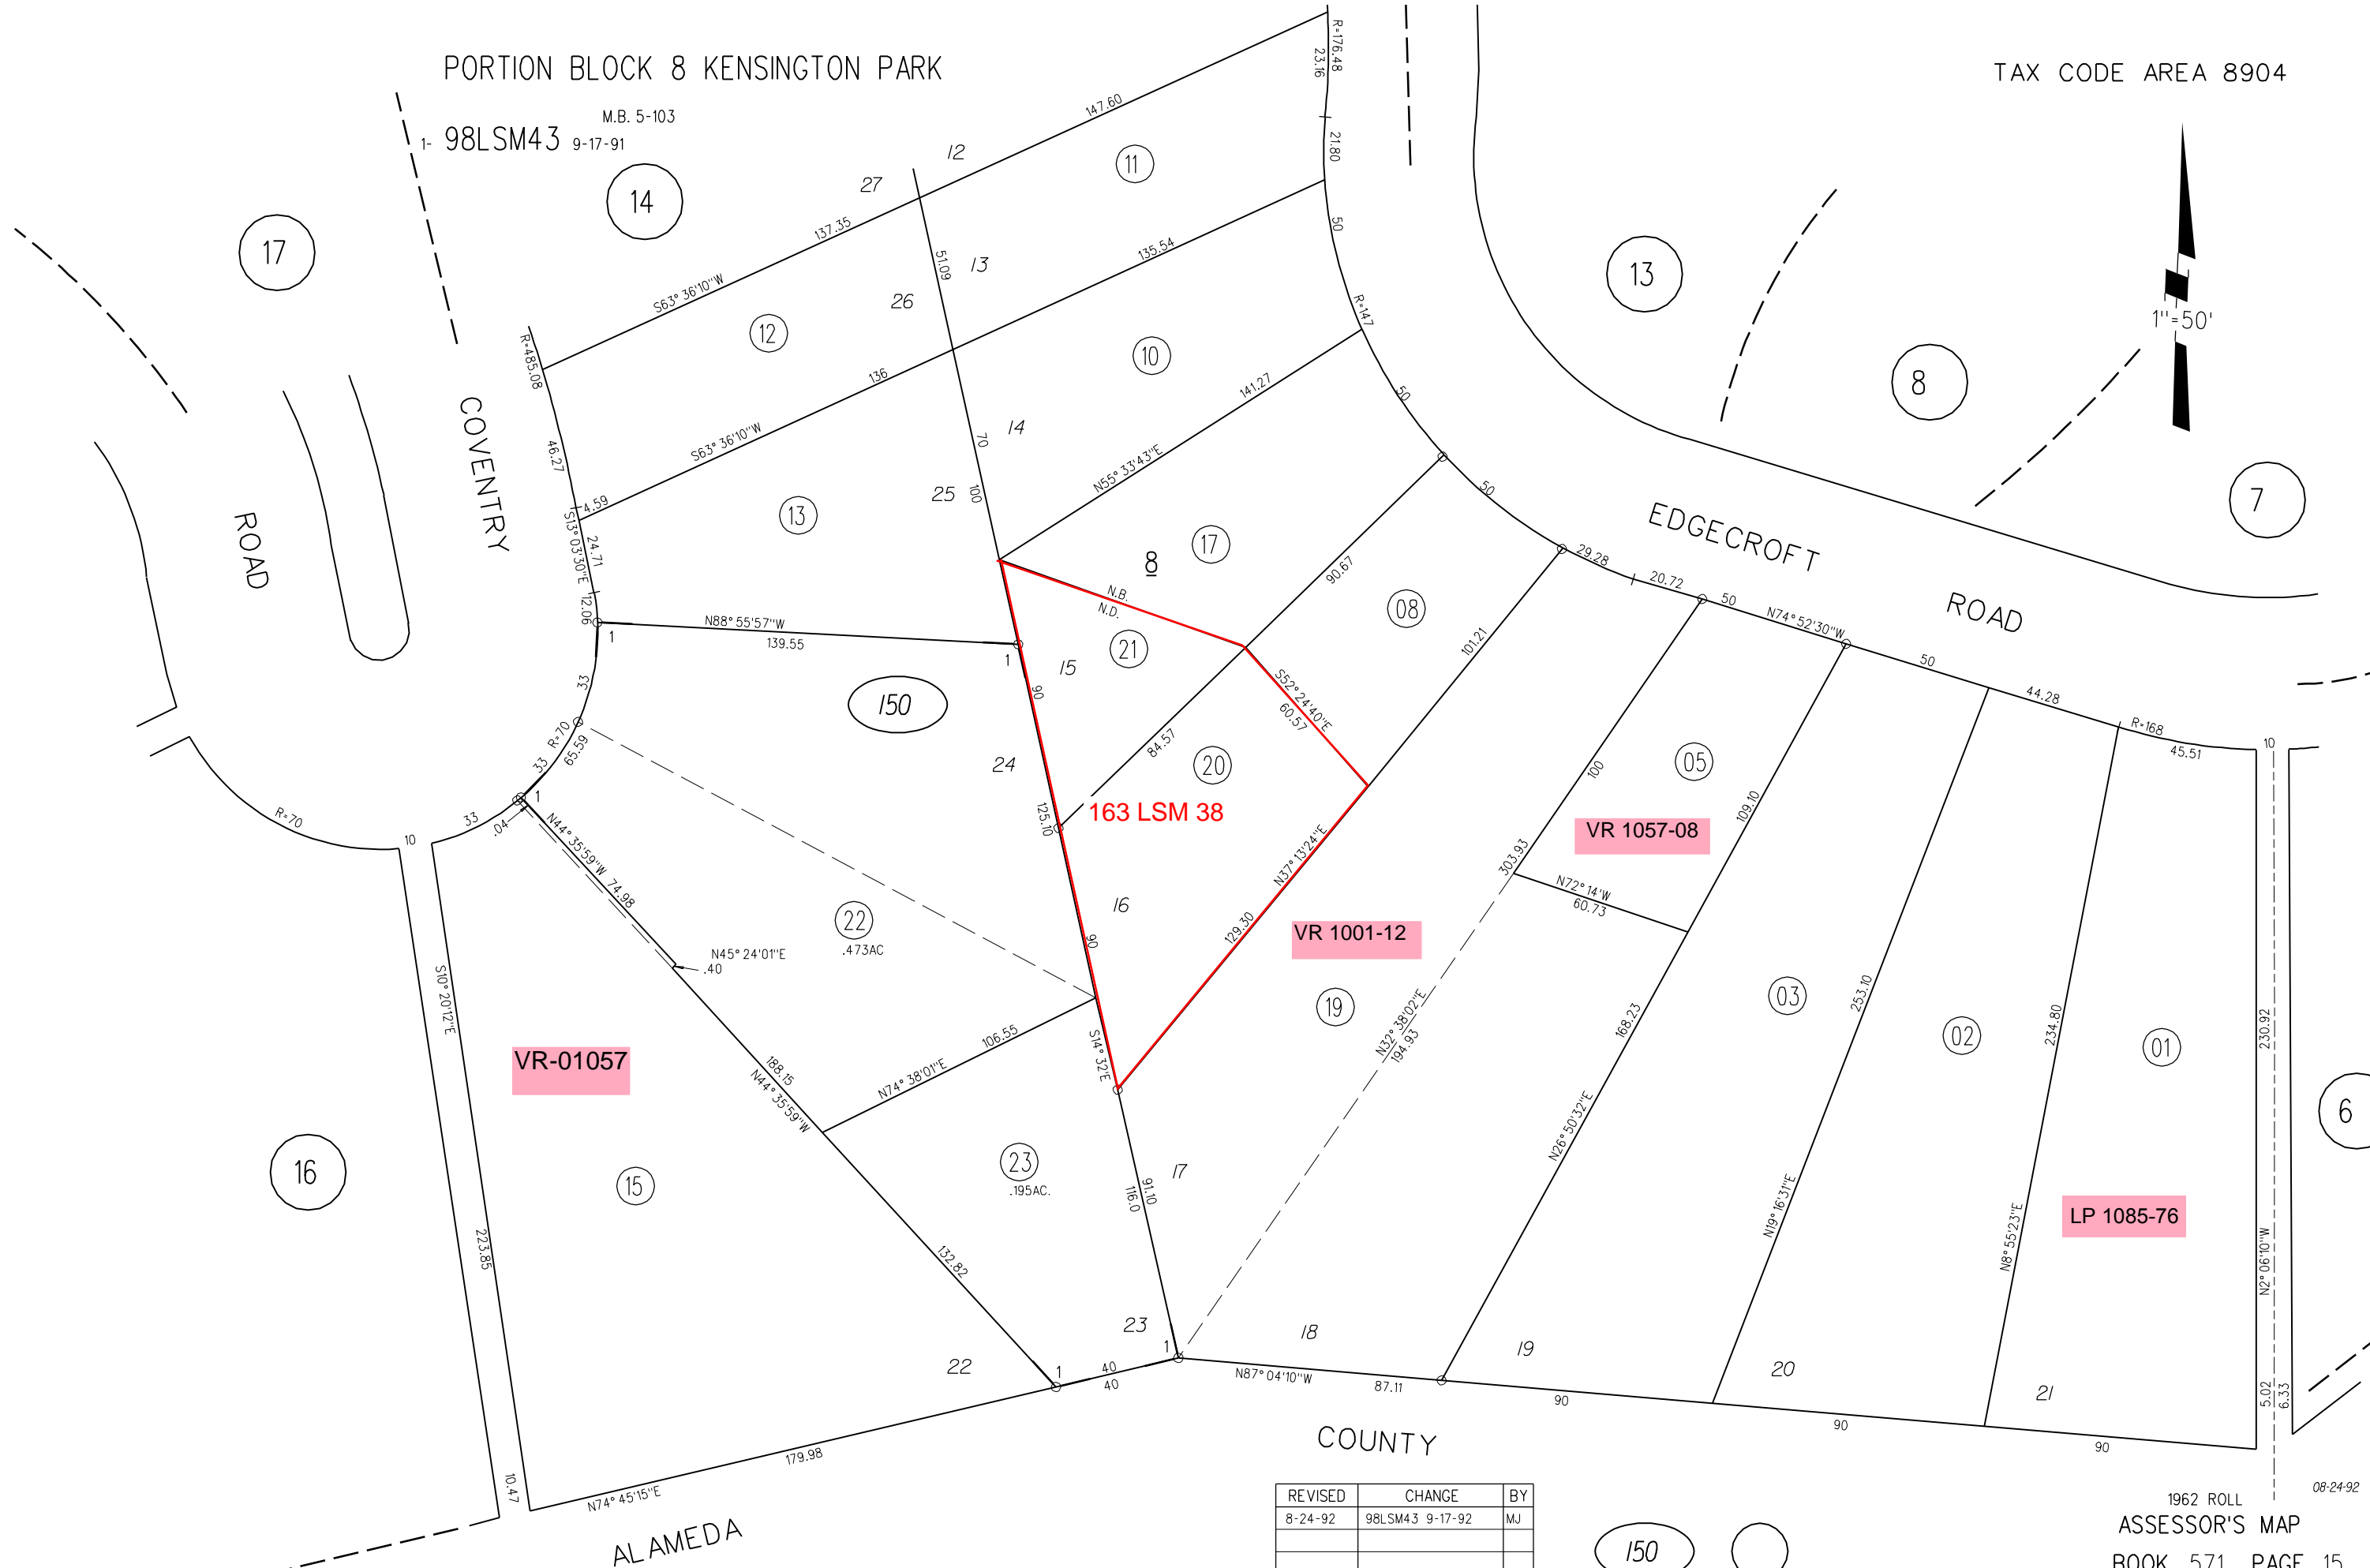 PORTION BLOCK 8 KENSINGTON PARK
M.B. 5-103
1- 98LSM43 9-17-91
TAX CODE AREA 8904
1"=50'
17
14
13
8
7
6
16
COVENTRY
ROAD
EDGECROFT
ROAD
R=176.48
23.16
21.80
50
R=147
50
50
29.28
20.72
50
N74°52'30"W
50
44.28
R=168
45.51
10
147.60
12
27
11
137.35
S63°36'10"W
51.09
13
26
12
135.54
10
R=485.08
46.27
4.59
136
S63°36'10"W
70
14
141.27
N55°33'43"E
25
100
13
S13°03'30"E
24.71
12.06
17
8
N.B.
N.D.
90.67
08
101.21
N88°55'57"W
139.55
1
1
21
15
90
150
S52°24'40"E
60.57
84.57
20
24
125.10
163 LSM 38
33
R=70
65.59
33
1
.04
33
10
R=70
N44°35'59"W 74.98
N45°24'01"E
.40
22
.473AC
16
90
N37°13'24"E
129.30
100
05
VR 1057-08
109.10
303.93
N72°14'W
60.73
VR 1001-12
19
N32°38'02"E
194.93
168.23
N26°50'32"E
03
253.10
N19°16'31"E
02
234.80
N8°55'23"E
01
LP 1085-76
230.92
N2°06'10"W
5.02
6.33
S10°20'12"E
VR-01057
15
223.85
10.47
188.15
N44°35'59"W
106.55
N74°38'01"E
S14°32'E
23
.195AC.
17
91.10
116.0
132.82
23
22
1
1
40
40
18
19
20
21
N87°04'10"W
87.11
90
90
90
179.98
N74°45'15"E
ALAMEDA
COUNTY
REVISED CHANGE BY
8-24-92 98LSM43 9-17-92 MJ
150
08-24-92
1962 ROLL
ASSESSOR'S MAP
BOOK 571 PAGE 15